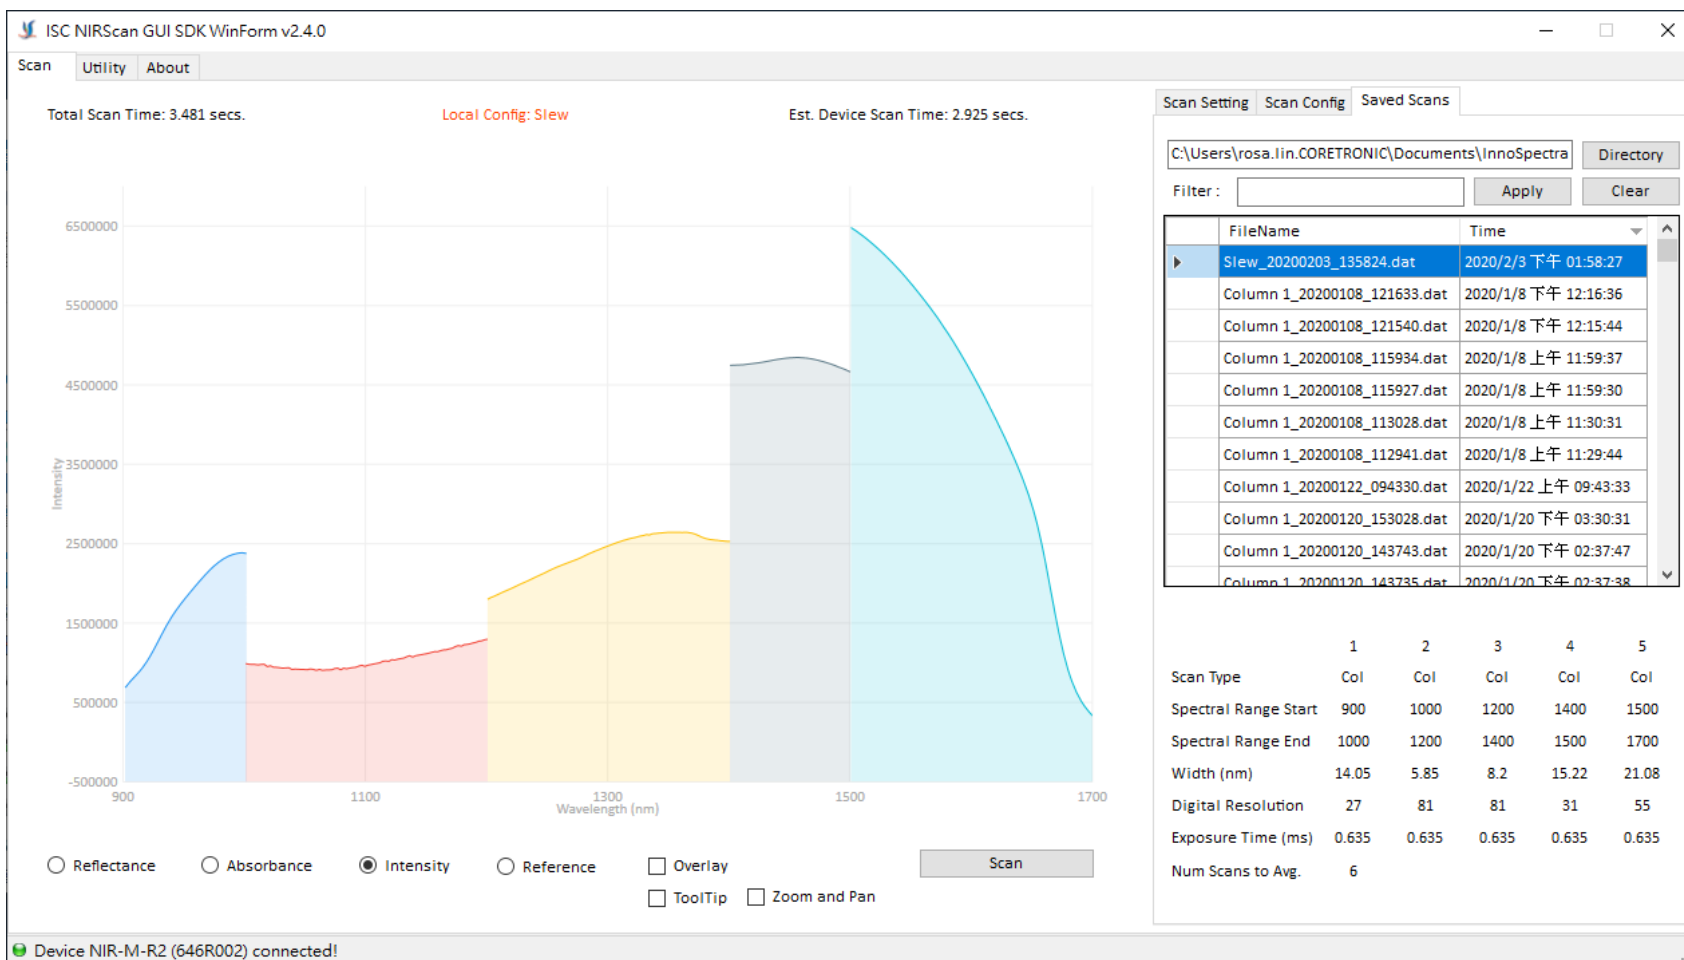 ISC NIRScan GUI SDK WinForm v2.4.0
Scan Utility About
Total Scan Time: 3.481 secs. Local Config: Slew Est. Device Scan Time: 2.925 secs.
6500000
5500000
4500000
3500000
2500000
1500000
500000
-500000
Intensity
900 1100 1300 1500 1700
Wavelength (nm)
Reflectance Absorbance Intensity Reference Overlay Scan
ToolTip Zoom and Pan
Scan Setting Scan Config Saved Scans
C:\Users\rosa.lin.CORETRONIC\Documents\InnoSpectra Directory
Filter : Apply Clear
FileName Time
Slew_20200203_135824.dat 2020/2/3 下午 01:58:27
Column 1_20200108_121633.dat 2020/1/8 下午 12:16:36
Column 1_20200108_121540.dat 2020/1/8 下午 12:15:44
Column 1_20200108_115934.dat 2020/1/8 上午 11:59:37
Column 1_20200108_115927.dat 2020/1/8 上午 11:59:30
Column 1_20200108_113028.dat 2020/1/8 上午 11:30:31
Column 1_20200108_112941.dat 2020/1/8 上午 11:29:44
Column 1_20200122_094330.dat 2020/1/22 上午 09:43:33
Column 1_20200120_153028.dat 2020/1/20 下午 03:30:31
Column 1_20200120_143743.dat 2020/1/20 下午 02:37:47
Column 1_20200120_143735.dat 2020/1/20 下午 02:37:38
1 2 3 4 5
Scan Type Col Col Col Col Col
Spectral Range Start 900 1000 1200 1400 1500
Spectral Range End 1000 1200 1400 1500 1700
Width (nm) 14.05 5.85 8.2 15.22 21.08
Digital Resolution 27 81 81 31 55
Exposure Time (ms) 0.635 0.635 0.635 0.635 0.635
Num Scans to Avg. 6
Device NIR-M-R2 (646R002) connected!